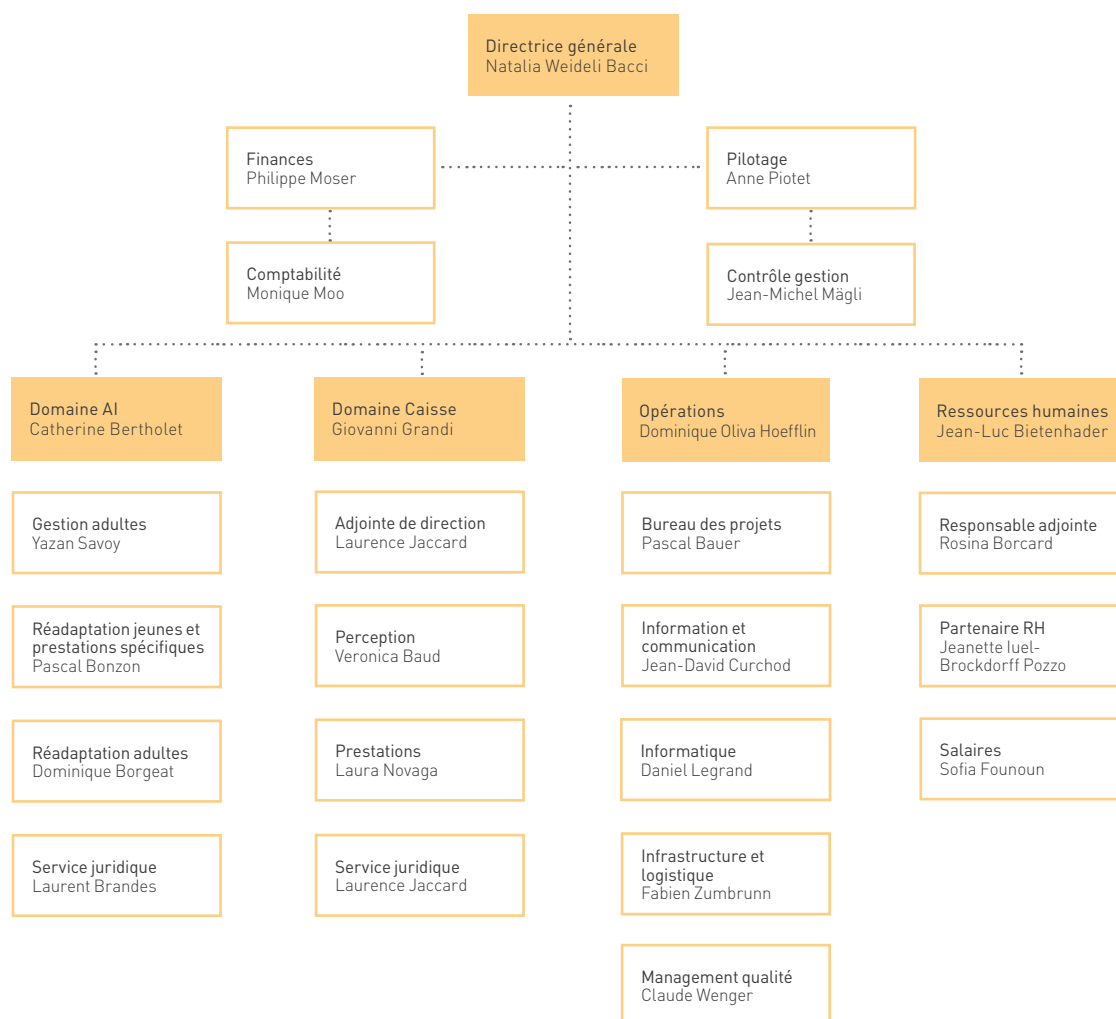 Directrice générale
Natalia Weideli Bacci
Finances
Philippe Moser
Pilotage
Anne Piotet
Comptabilité
Monique Moo
Contrôle gestion
Jean-Michel Mägli
Domaine AI
Catherine Bertholet
Domaine Caisse
Giovanni Grandi
Opérations
Dominique Oliva Hoefflin
Ressources humaines
Jean-Luc Bietenhader
Gestion adultes
Yazan Savoy
Adjointe de direction
Laurence Jaccard
Bureau des projets
Pascal Bauer
Responsable adjointe
Rosina Borcard
Réadaptation jeunes et
prestations spécifiques
Pascal Bonzon
Perception
Veronica Baud
Information et
communication
Jean-David Curchod
Partenaire RH
Jeanette Iuel-
Brockdorff Pozzo
Réadaptation adultes
Dominique Borgeat
Prestations
Laura Novaga
Informatique
Daniel Legrand
Salaires
Sofia Founoun
Service juridique
Laurent Brandes
Service juridique
Laurence Jaccard
Infrastructure et
logistique
Fabien Zumbrunn
Management qualité
Claude Wenger